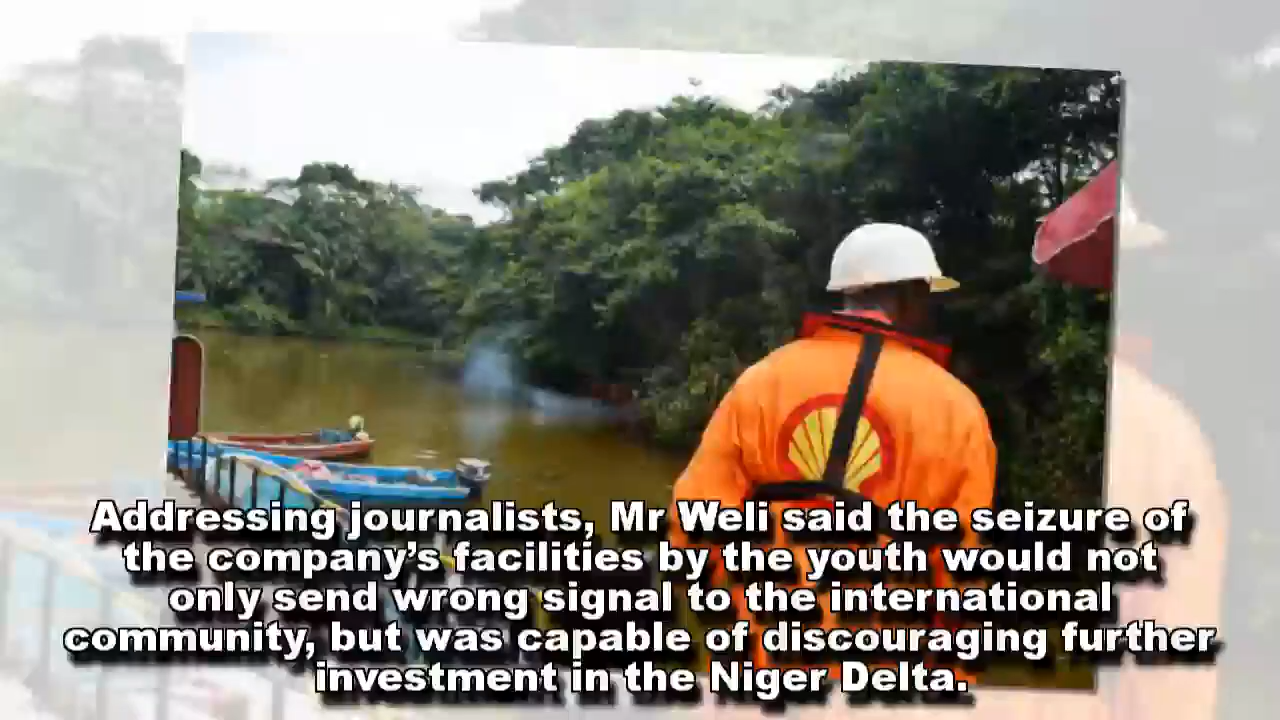 Addressing journalists, Mr Weli said the seizure of
the company’s facilities by the youth would not
only send wrong signal to the international
community, but was capable of discouraging further
investment in the Niger Delta.